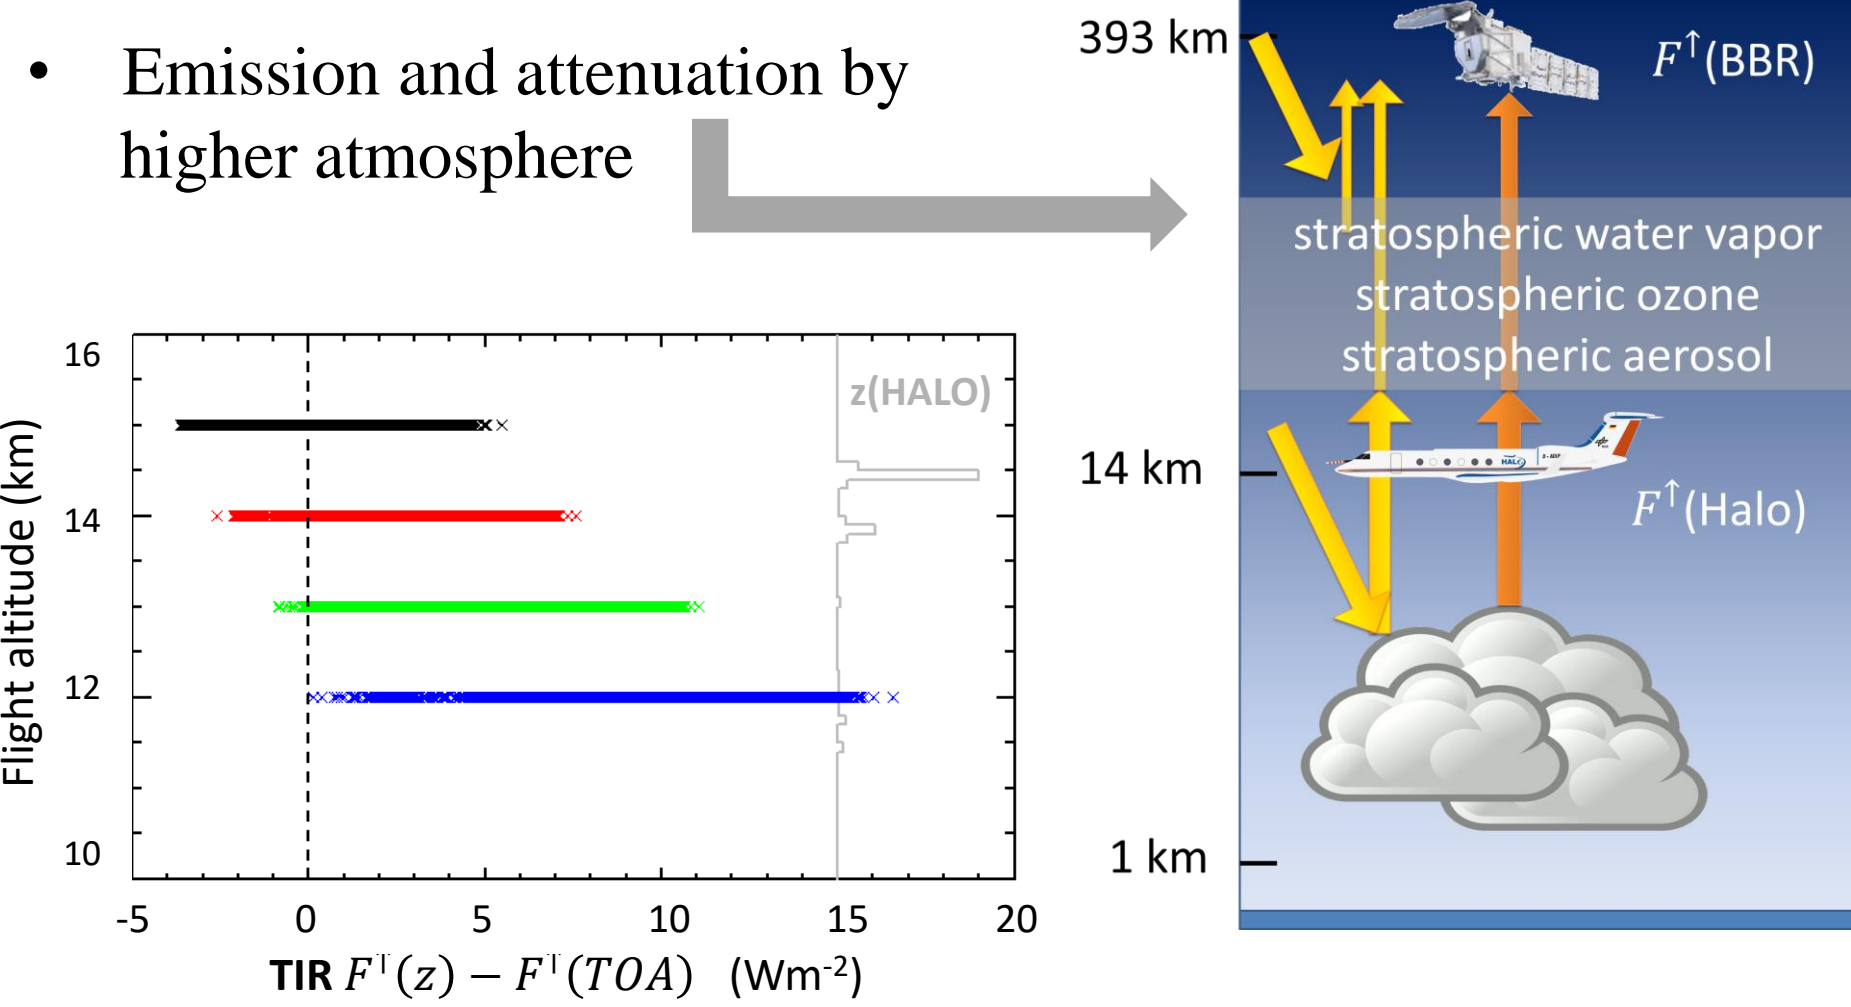 • Emission and attenuation by
higher atmosphere
393 km
F↑(BBR)
stratospheric water vapor
stratospheric ozone
stratospheric aerosol
14 km
HALO
F↑(Halo)
1 km
z(HALO)
Flight altitude (km)
16
14
12
10
-5 0 5 10 15 20
TIR F↑(z) − F↑(TOA) (Wm-2)